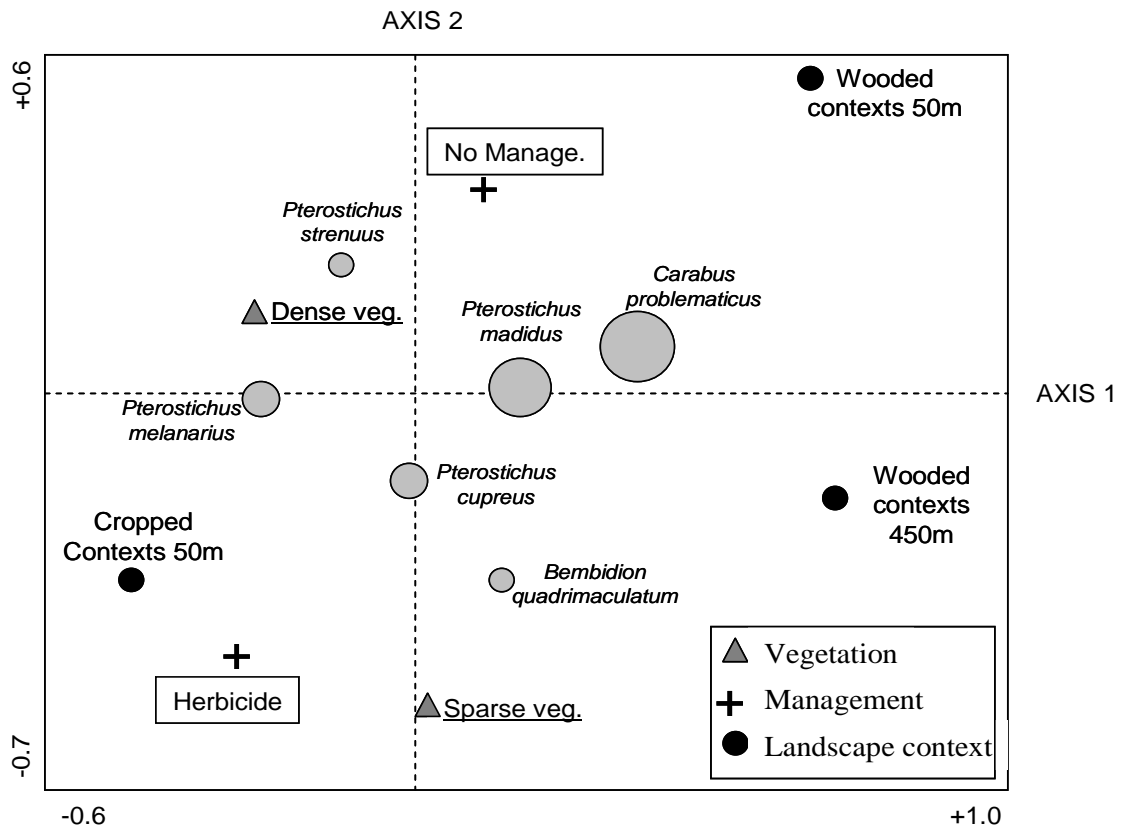 AXIS 2
+0.6
Wooded
contexts 50m
No Manage.
Pterostichus
strenuus
Dense veg.
Carabus
problematicus
Pterostichus
madidus
AXIS 1
Pterostichus
melanarius
Pterostichus
cupreus
Wooded
contexts
450m
Cropped
Contexts 50m
Bembidion
quadrimaculatum
Herbicide
Sparse veg.
Vegetation
Management
Landscape context
-0.7
-0.6
+1.0